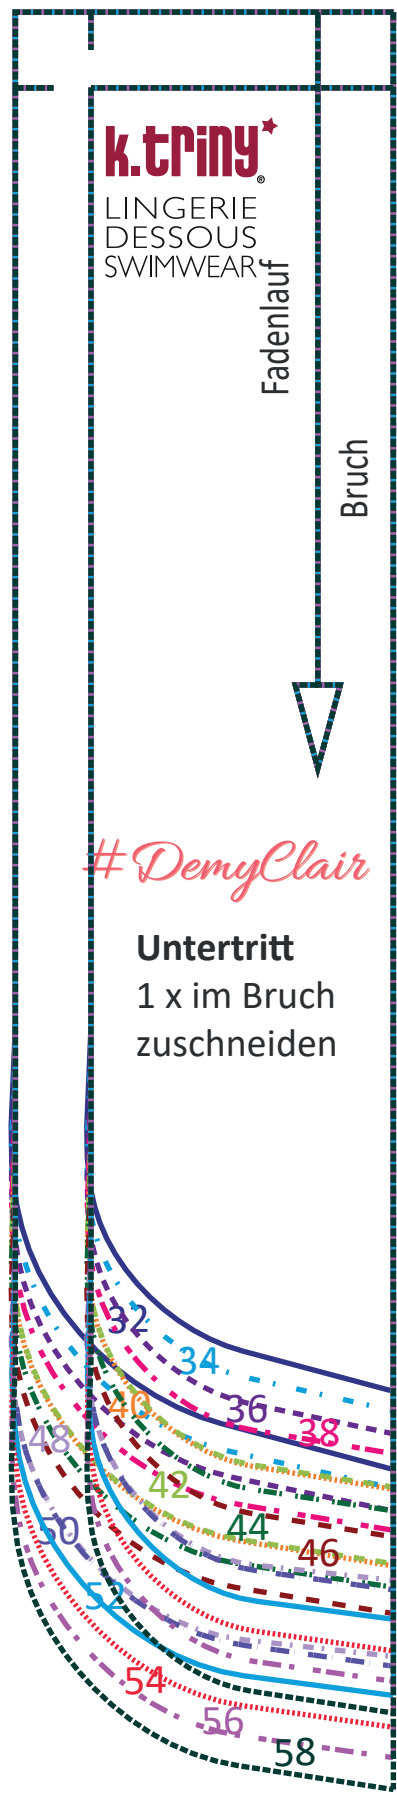 k.triny®
LINGERIE
DESSOUS
SWIMWEAR
Fadenlauf
Bruch
#DemyClair
Untertritt
1 x im Bruch
zuschneiden
32
34
36
38
40
42
44
46
48
50
52
54
56
58